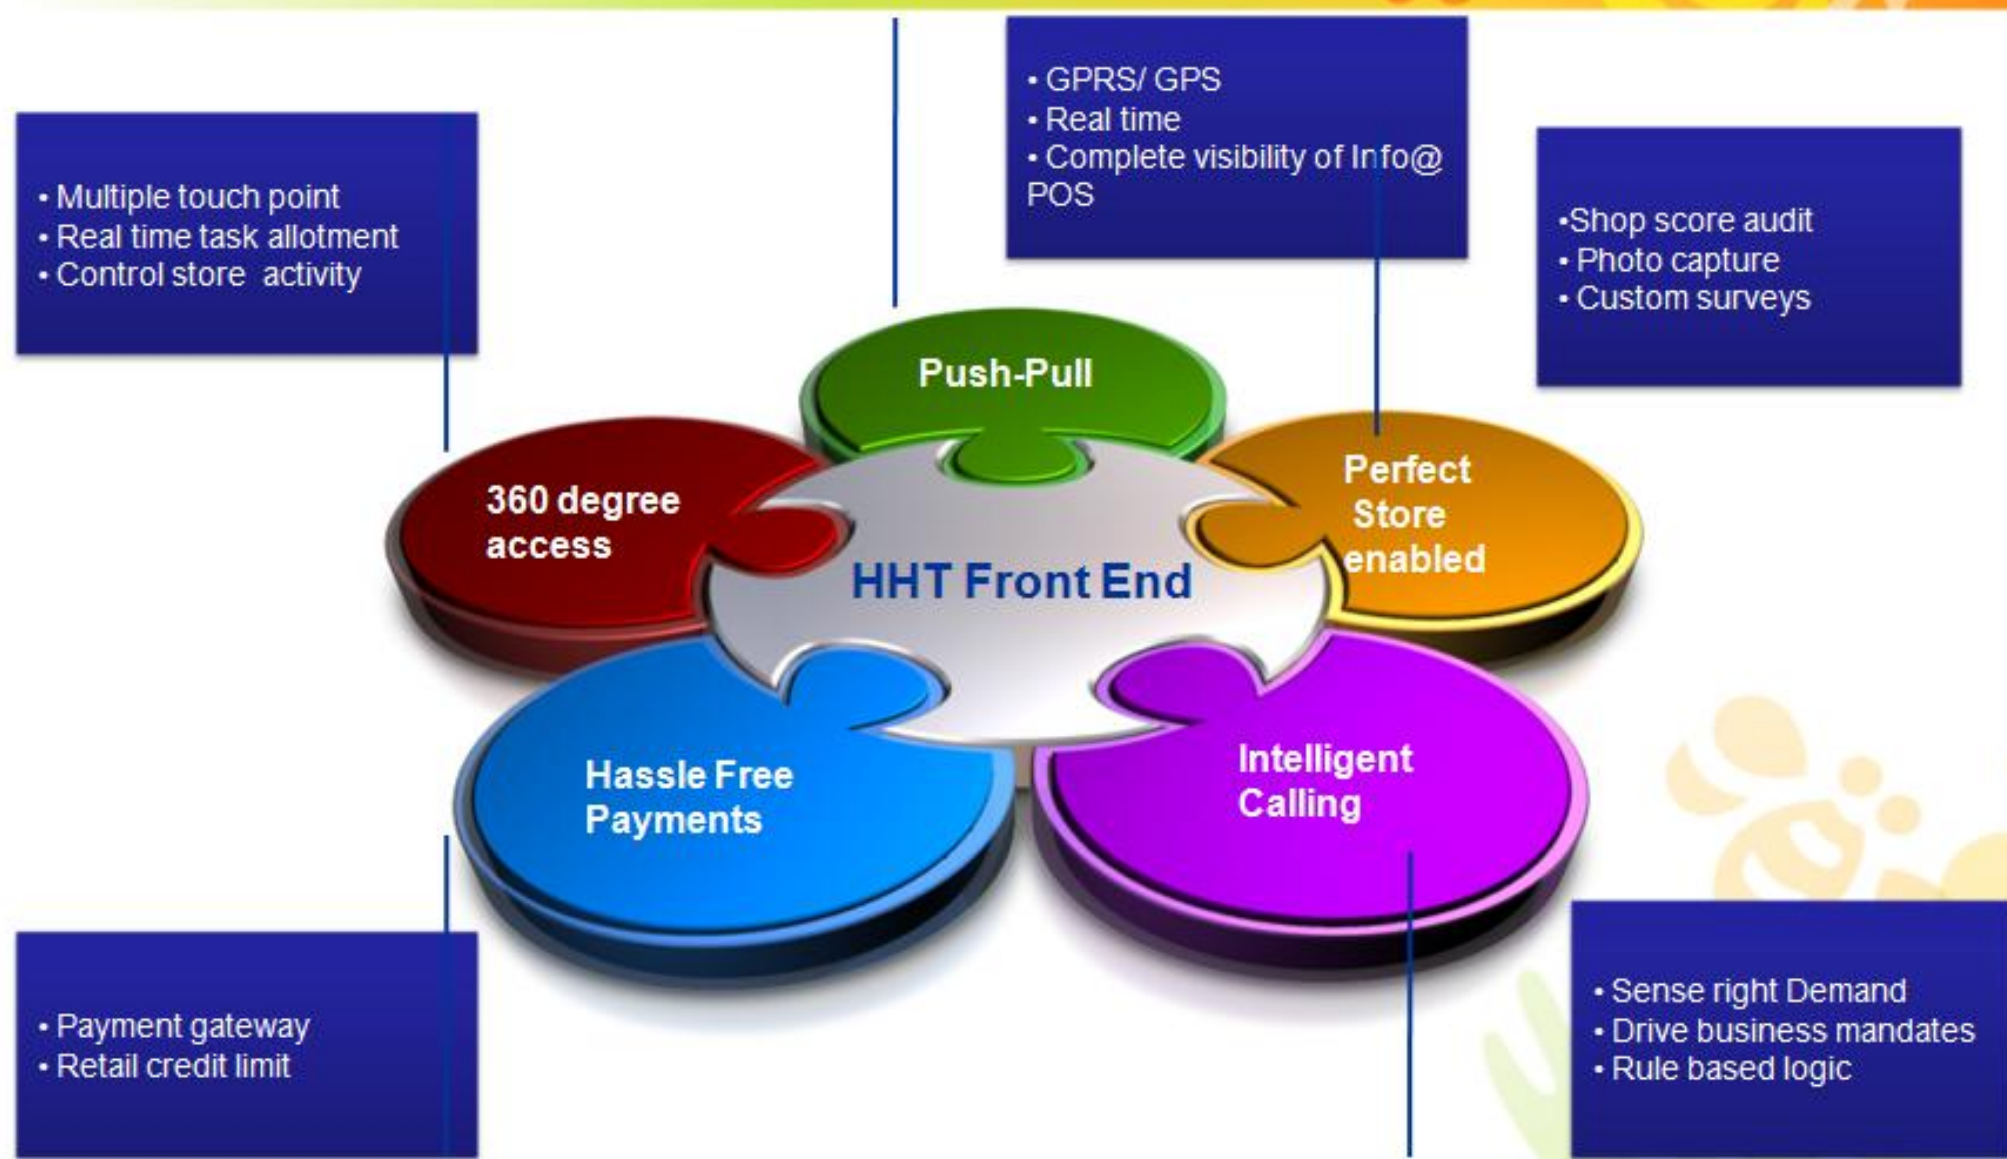 • GPRS/ GPS
• Real time
• Complete visibility of Info@
POS
• Multiple touch point
• Real time task allotment
• Control store  activity
•Shop score audit
• Photo capture
• Custom surveys
Push-Pull
360 degree
access
Perfect
Store
enabled
HHT Front End
Hassle Free
Payments
Intelligent
Calling
• Payment gateway
• Retail credit limit
• Sense right Demand
• Drive business mandates
• Rule based logic